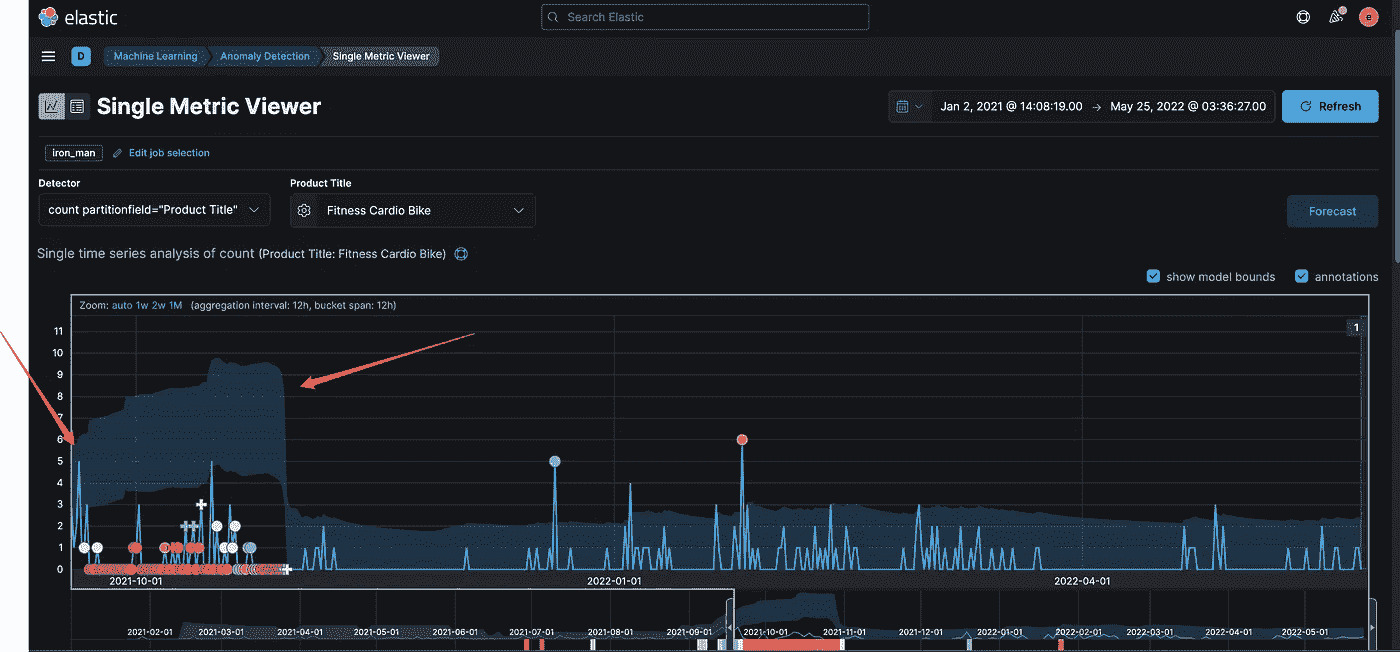 elastic
Search Elastic
e
D
Machine Learning
Anomaly Detection
Single Metric Viewer
Single Metric Viewer
Jan 2, 2021 @ 14:08:19.00 → May 25, 2022 @ 03:36:27.00
Refresh
iron_man
Edit job selection
Detector
Product Title
count partitionfield="Product Title"
Fitness Cardio Bike
Forecast
Single time series analysis of count (Product Title: Fitness Cardio Bike)
show model bounds
annotations
Zoom: auto 1w 2w 1M (aggregation interval: 12h, bucket span: 12h)
1
11
10
9
8
7
6
5
4
3
2
1
0
2021-10-01 2022-01-01 2022-04-01
2021-02-01 2021-03-01 2021-04-01 2021-05-01 2021-06-01 2021-07-01 2021-08-01 2021-09-01 2021-10-01 2021-11-01 2021-12-01 2022-01-01 2022-02-01 2022-03-01 2022-04-01 2022-05-01